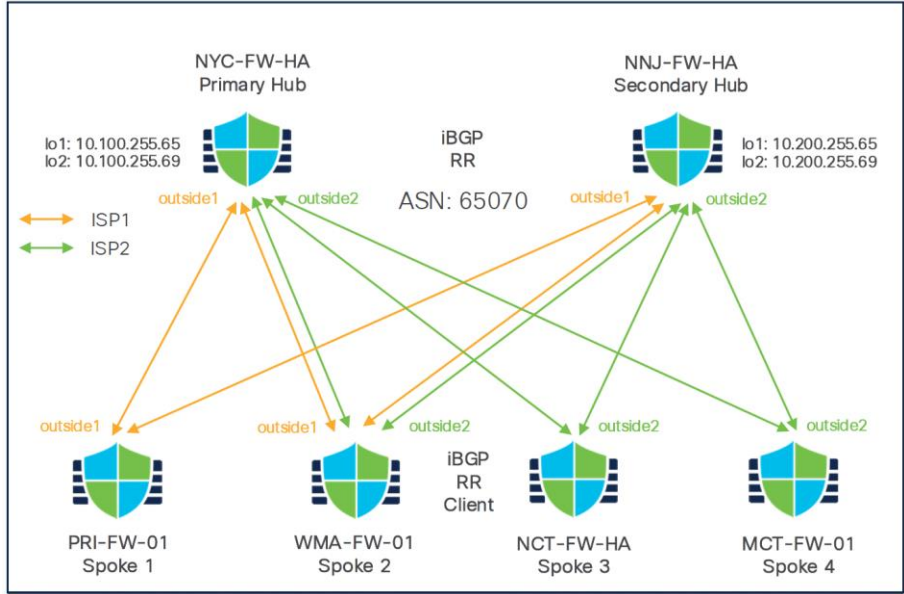 NYC-FW-HA
Primary Hub
NNJ-FW-HA
Secondary Hub
lo1: 10.100.255.65
lo2: 10.100.255.69
iBGP
RR
ASN: 65070
lo1: 10.200.255.65
lo2: 10.200.255.69
outside1
outside2
outside1
outside2
ISP1
ISP2
outside1
outside1
outside2
outside2
outside2
iBGP
RR
Client
PRI-FW-01
Spoke 1
WMA-FW-01
Spoke 2
NCT-FW-HA
Spoke 3
MCT-FW-01
Spoke 4